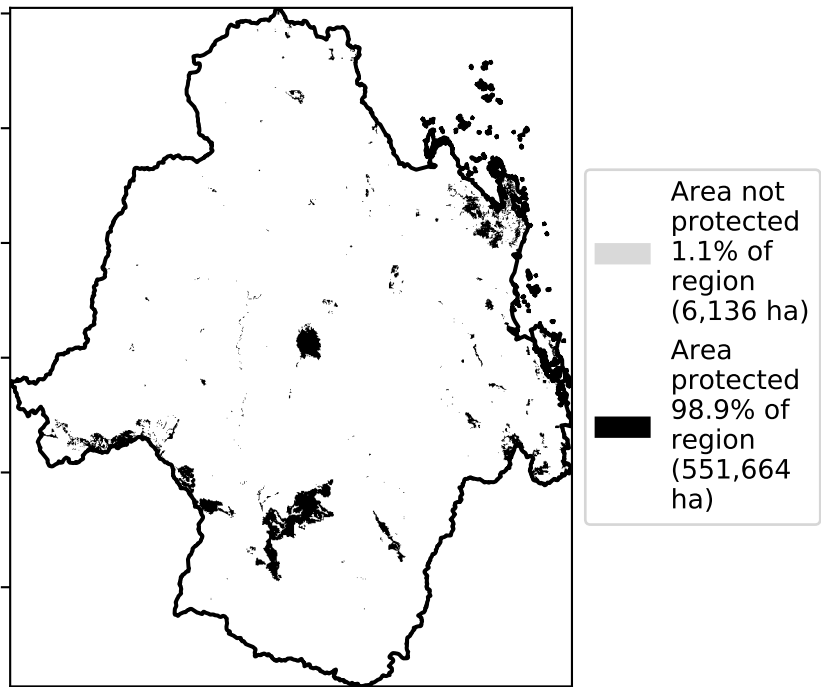 Area not
protected
1.1% of
region
(6,136 ha)
Area
protected
98.9% of
region
(551,664
ha)